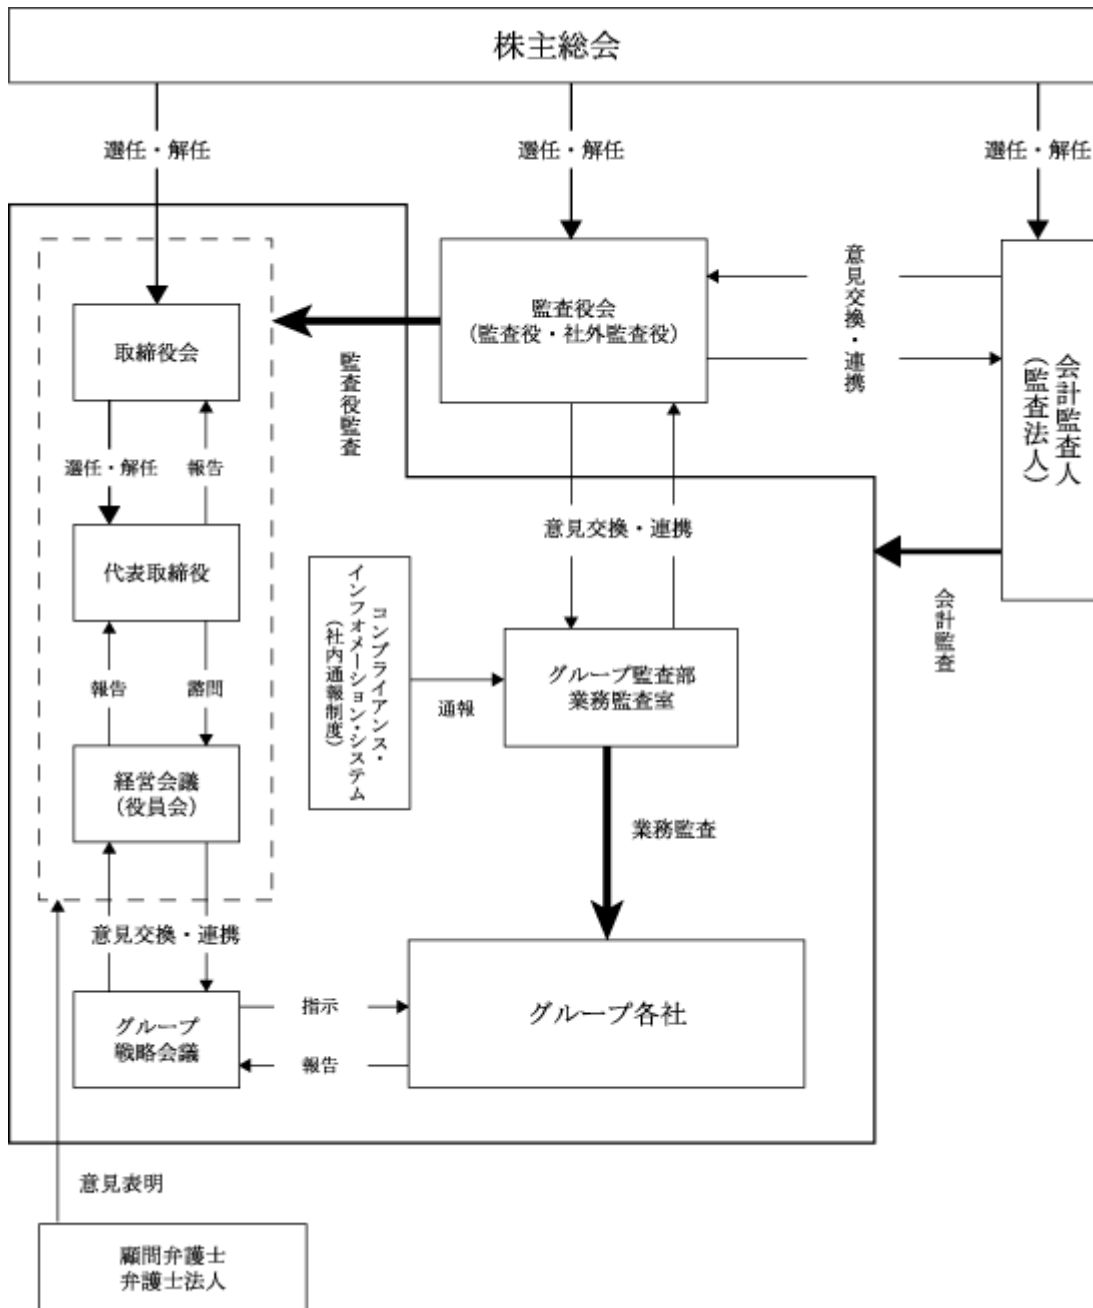 株主総会
選任・解任
選任・解任
選任・解任
監査役会
（監査役・社外監査役）
意見交換・連携
会計監査人
（監査法人）
取締役会
監査役監査
選任・解任
報告
意見交換・連携
会計監査
代表取締役
コンプライアンス・
インフォメーション・システム
（社内通報制度）
通報
グループ監査部
業務監査室
報告
諮問
経営会議
（役員会）
業務監査
意見交換・連携
グループ
戦略会議
指示
報告
グループ各社
意見表明
顧問弁護士
弁護士法人